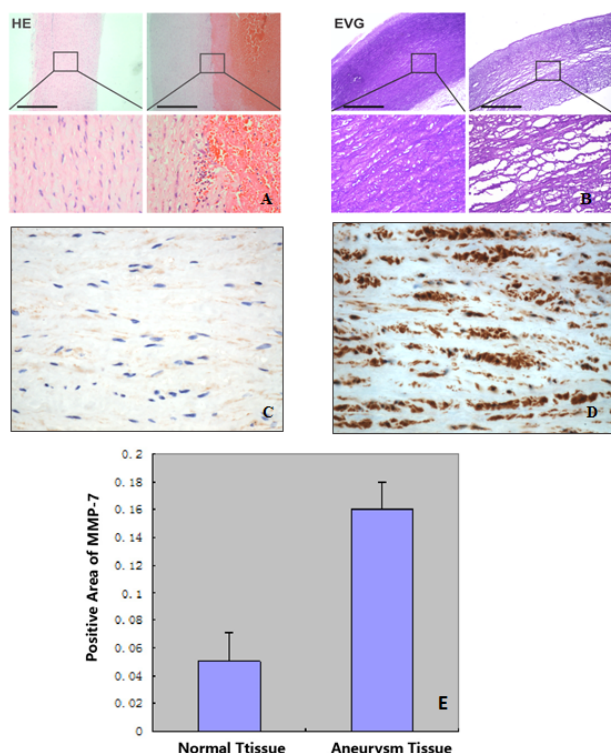 HE
EVG
A
B
C
D
0.2
0.18
0.16
0.14
0.12
0.1
0.08
0.06
0.04
0.02
0
Positive Area of MMP-7
E
Normal Ttissue
Aneurysm Tissue